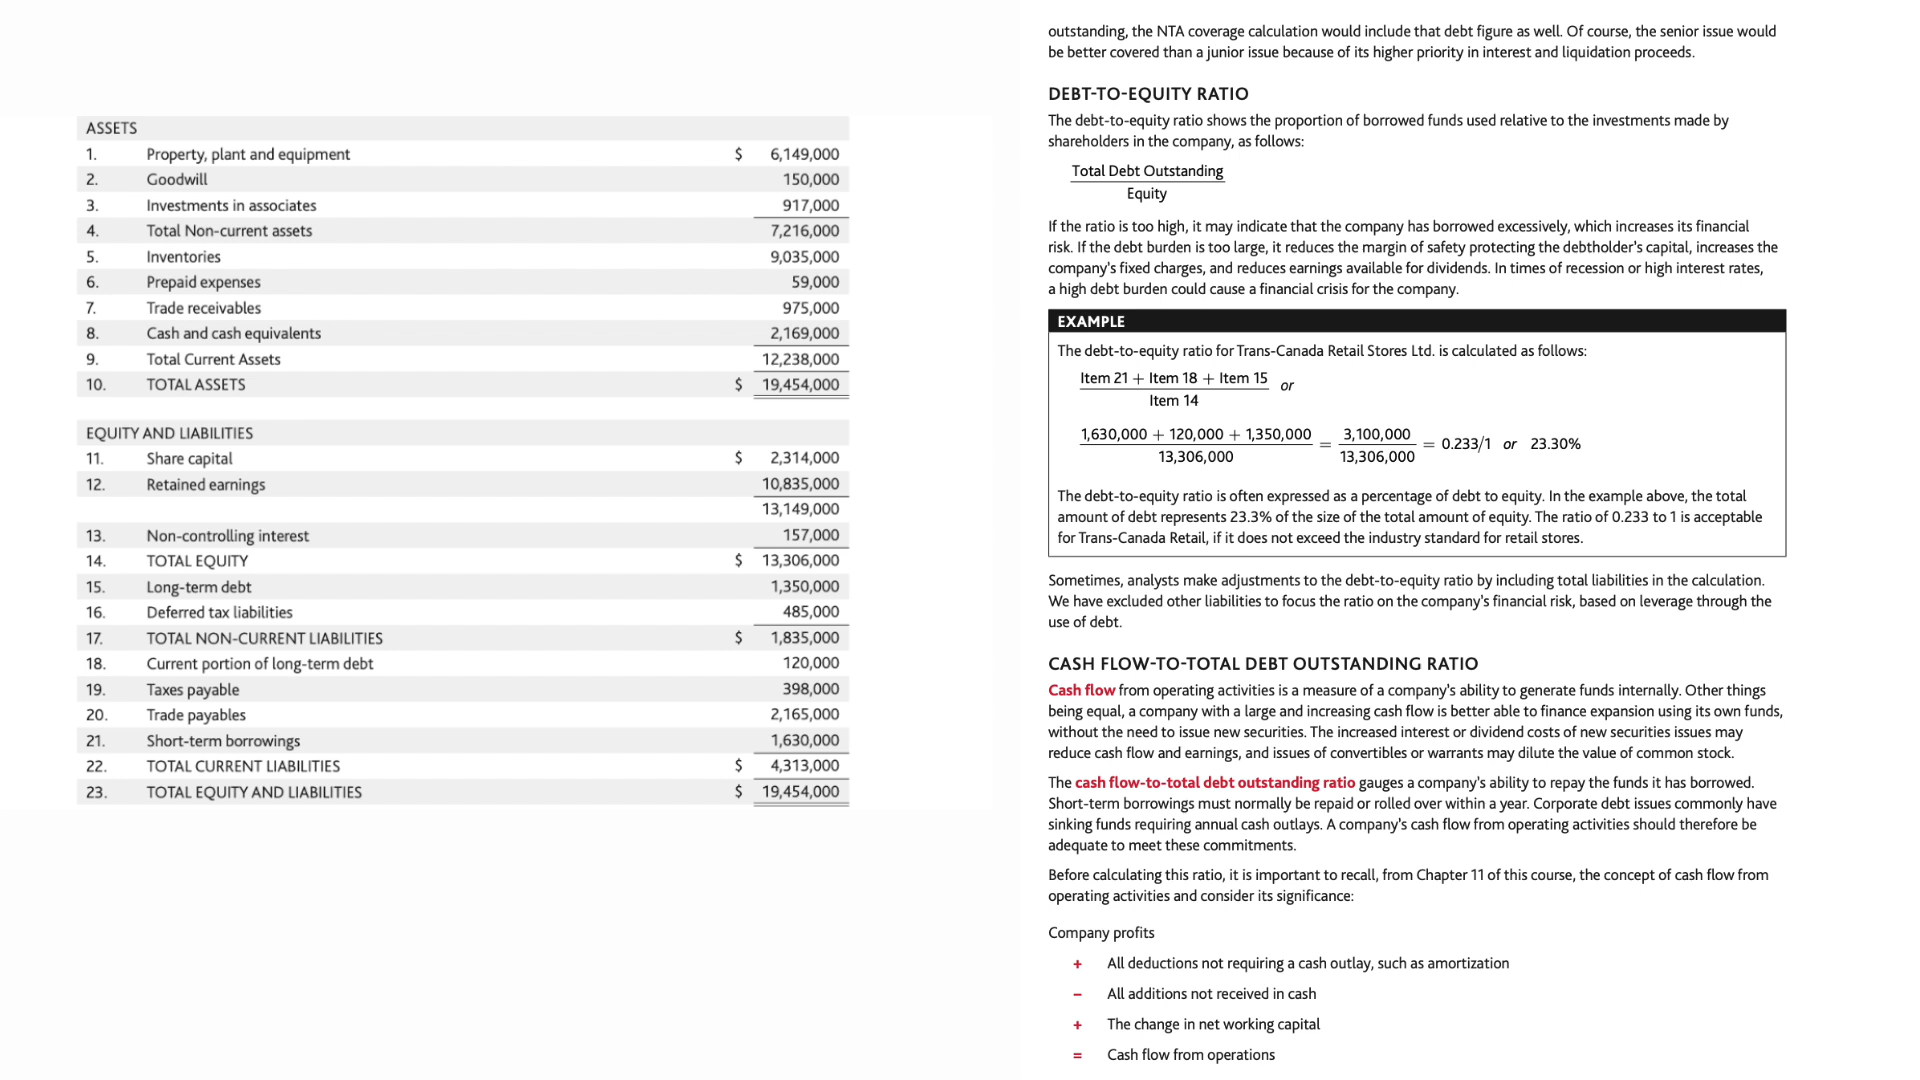 ASSETS
1. Property, plant and equipment $ 6,149,000
2. Goodwill 150,000
3. Investments in associates 917,000
4. Total Non-current assets 7,216,000
5. Inventories 9,035,000
6. Prepaid expenses 59,000
7. Trade receivables 975,000
8. Cash and cash equivalents 2,169,000
9. Total Current Assets 12,238,000
10. TOTAL ASSETS $ 19,454,000
EQUITY AND LIABILITIES
11. Share capital $ 2,314,000
12. Retained earnings 10,835,000
13,149,000
13. Non-controlling interest 157,000
14. TOTAL EQUITY $ 13,306,000
15. Long-term debt 1,350,000
16. Deferred tax liabilities 485,000
17. TOTAL NON-CURRENT LIABILITIES $ 1,835,000
18. Current portion of long-term debt 120,000
19. Taxes payable 398,000
20. Trade payables 2,165,000
21. Short-term borrowings 1,630,000
22. TOTAL CURRENT LIABILITIES $ 4,313,000
23. TOTAL EQUITY AND LIABILITIES $ 19,454,000
outstanding, the NTA coverage calculation would include that debt figure as well. Of course, the senior issue would
be better covered than a junior issue because of its higher priority in interest and liquidation proceeds.
DEBT-TO-EQUITY RATIO
The debt-to-equity ratio shows the proportion of borrowed funds used relative to the investments made by
shareholders in the company, as follows:
Total Debt Outstanding
Equity
If the ratio is too high, it may indicate that the company has borrowed excessively, which increases its financial
risk. If the debt burden is too large, it reduces the margin of safety protecting the debtholder's capital, increases the
company's fixed charges, and reduces earnings available for dividends. In times of recession or high interest rates,
a high debt burden could cause a financial crisis for the company.
EXAMPLE
The debt-to-equity ratio for Trans-Canada Retail Stores Ltd. is calculated as follows:
Item 21 + Item 18 + Item 15 or
Item 14
1,630,000 + 120,000 + 1,350,000 = 3,100,000 = 0.233/1 or 23.30%
13,306,000 13,306,000
The debt-to-equity ratio is often expressed as a percentage of debt to equity. In the example above, the total
amount of debt represents 23.3% of the size of the total amount of equity. The ratio of 0.233 to 1 is acceptable
for Trans-Canada Retail, if it does not exceed the industry standard for retail stores.
Sometimes, analysts make adjustments to the debt-to-equity ratio by including total liabilities in the calculation.
We have excluded other liabilities to focus the ratio on the company's financial risk, based on leverage through the
use of debt.
CASH FLOW-TO-TOTAL DEBT OUTSTANDING RATIO
Cash flow from operating activities is a measure of a company's ability to generate funds internally. Other things
being equal, a company with a large and increasing cash flow is better able to finance expansion using its own funds,
without the need to issue new securities. The increased interest or dividend costs of new securities issues may
reduce cash flow and earnings, and issues of convertibles or warrants may dilute the value of common stock.
The cash flow-to-total debt outstanding ratio gauges a company's ability to repay the funds it has borrowed.
Short-term borrowings must normally be repaid or rolled over within a year. Corporate debt issues commonly have
sinking funds requiring annual cash outlays. A company's cash flow from operating activities should therefore be
adequate to meet these commitments.
Before calculating this ratio, it is important to recall, from Chapter 11 of this course, the concept of cash flow from
operating activities and consider its significance:
Company profits
+ All deductions not requiring a cash outlay, such as amortization
− All additions not received in cash
+ The change in net working capital
= Cash flow from operations